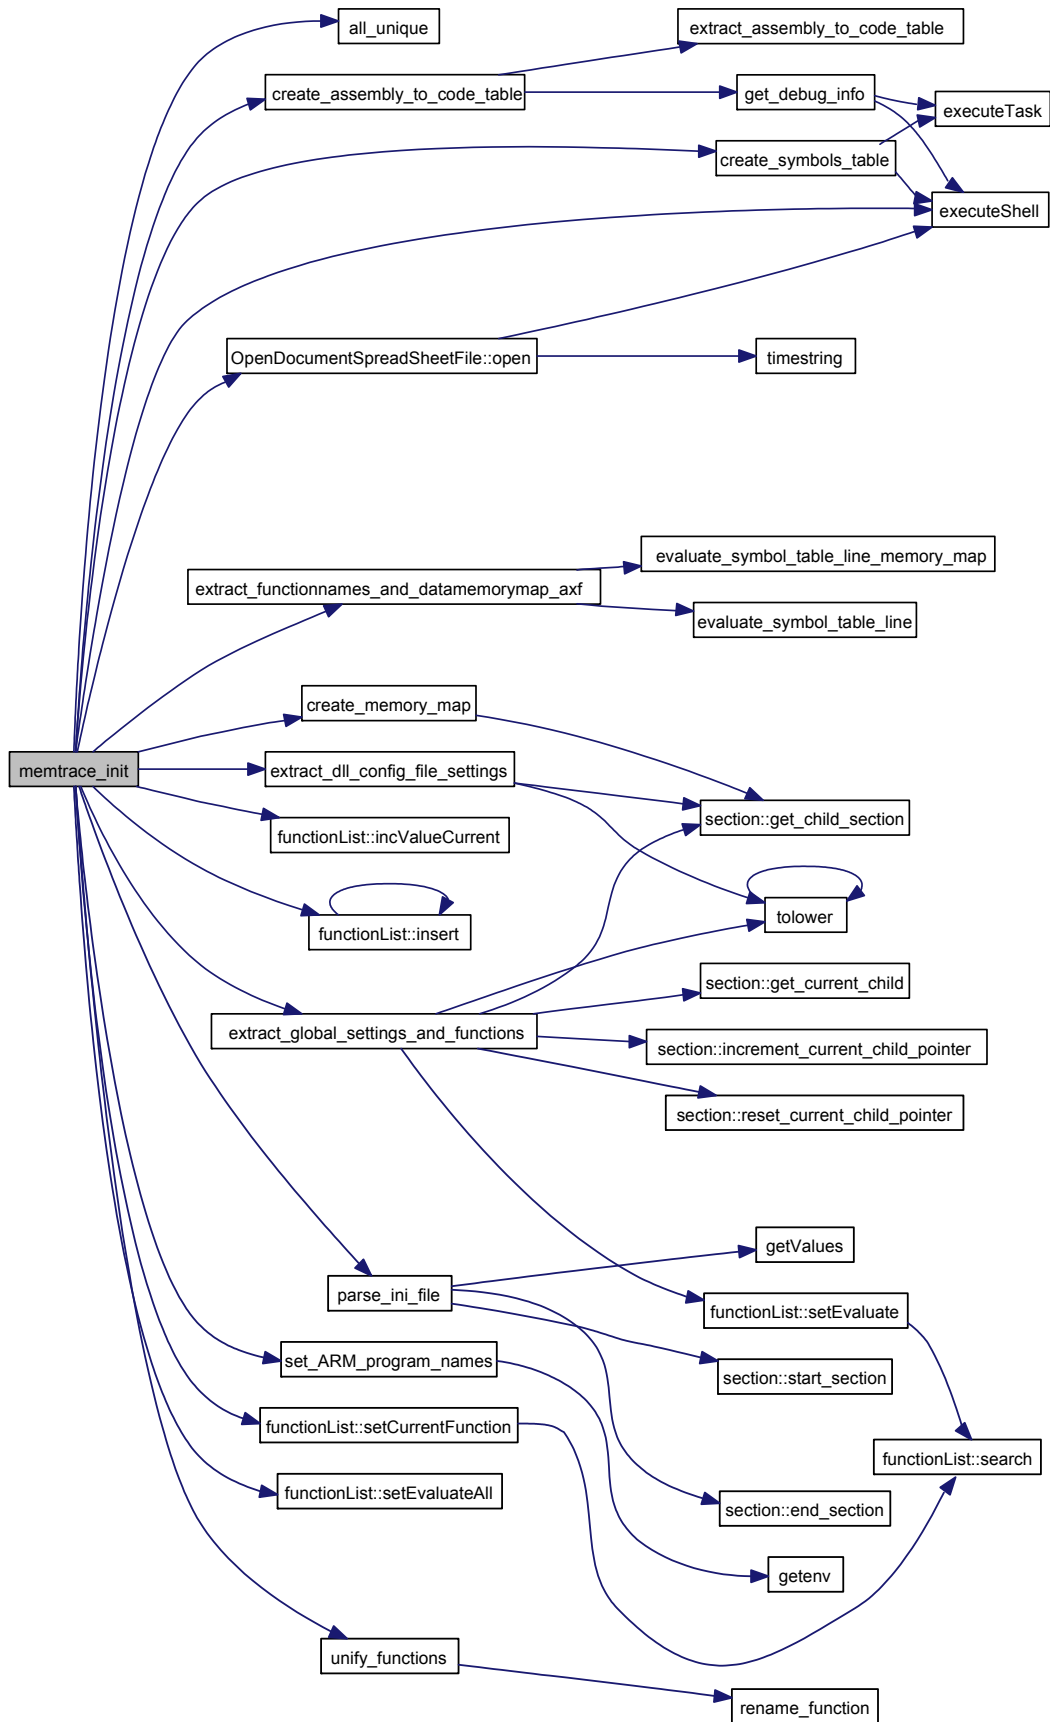 all_unique
extract_assembly_to_code_table
create_assembly_to_code_table
get_debug_info
executeTask
create_symbols_table
executeShell
OpenDocumentSpreadSheetFile::open
timestring
evaluate_symbol_table_line_memory_map
extract_functionnames_and_datamemorymap_axf
evaluate_symbol_table_line
create_memory_map
memtrace_init
extract_dll_config_file_settings
section::get_child_section
functionList::incValueCurrent
tolower
functionList::insert
section::get_current_child
extract_global_settings_and_functions
section::increment_current_child_pointer
section::reset_current_child_pointer
getValues
parse_ini_file
functionList::setEvaluate
set_ARM_program_names
section::start_section
functionList::setCurrentFunction
functionList::search
functionList::setEvaluateAll
section::end_section
getenv
unify_functions
rename_function